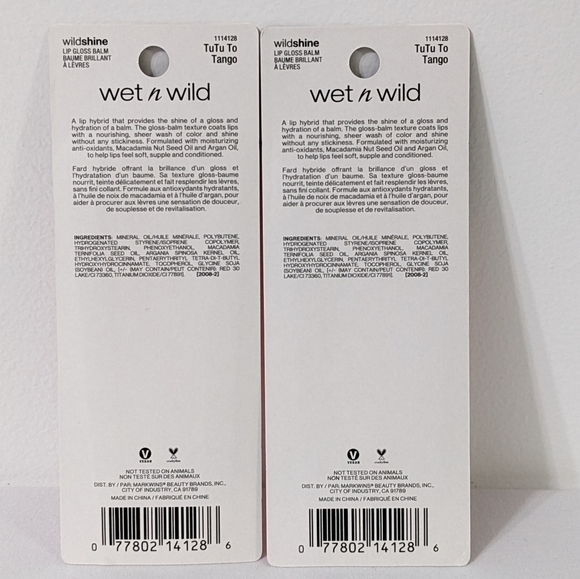 wildshine
LIP GLOSS BALM
BAUME BRILLANT
À LÈVRES
1114128
TuTu To
Tango
wet n wild
A lip hybrid that provides the shine of a gloss and
hydration of a balm. The gloss-balm texture coats lips
with a nourishing, sheer wash of color and shine
without any stickiness. Formulated with moisturizing
anti-oxidants, Macadamia Nut Seed Oil and Argan Oil,
to help lips feel soft, supple and conditioned.
Fard hybride offrant la brillance d'un gloss et
l'hydratation d'un baume. Sa texture gloss-baume
nourrit, teinte délicatement et fait resplendir les lèvres,
sans fini collant. Formule aux antioxydants hydratants,
à l'huile de noix de macadamia et à l'huile d'argan, pour
aider à procurer aux lèvres une sensation de douceur,
de souplesse et de revitalisation.
INGREDIENTS: MINERAL OIL/HUILE MINÉRALE, POLYBUTENE,
HYDROGENATED STYRENE/ISOPRENE COPOLYMER,
TRIHYDROXYSTEARIN, PHENOXYETHANOL, MACADAMIA
TERNIFOLIA SEED OIL, ARGANIA SPINOSA KERNEL OIL,
ETHYLHEXYLGLYCERIN, PENTAERYTHRITYL TETRA-DI-T-BUTYL
HYDROXYHYDROCINNAMATE, TOCOPHEROL, GLYCINE SOJA
(SOYBEAN) OIL, [+/- (MAY CONTAIN/PEUT CONTENIR): RED 30
LAKE/CI 73360, TITANIUM DIOXIDE/CI 77891]. [2008-2]
VEGAN
NOT TESTED ON ANIMALS
NON TESTÉ SUR DES ANIMAUX
DIST. BY / PAR: MARKWINS® BEAUTY BRANDS, INC.,
CITY OF INDUSTRY, CA 91789
MADE IN CHINA / FABRIQUÉ EN CHINE
0 77802 14128 6
wildshine
LIP GLOSS BALM
BAUME BRILLANT
À LÈVRES
1114128
TuTu To
Tango
wet n wild
A lip hybrid that provides the shine of a gloss and
hydration of a balm. The gloss-balm texture coats lips
with a nourishing, sheer wash of color and shine
without any stickiness. Formulated with moisturizing
anti-oxidants, Macadamia Nut Seed Oil and Argan Oil,
to help lips feel soft, supple and conditioned.
Fard hybride offrant la brillance d'un gloss et
l'hydratation d'un baume. Sa texture gloss-baume
nourrit, teinte délicatement et fait resplendir les lèvres,
sans fini collant. Formule aux antioxydants hydratants,
à l'huile de noix de macadamia et à l'huile d'argan, pour
aider à procurer aux lèvres une sensation de douceur,
de souplesse et de revitalisation.
INGREDIENTS: MINERAL OIL/HUILE MINÉRALE, POLYBUTENE,
HYDROGENATED STYRENE/ISOPRENE COPOLYMER,
TRIHYDROXYSTEARIN, PHENOXYETHANOL, MACADAMIA
TERNIFOLIA SEED OIL, ARGANIA SPINOSA KERNEL OIL,
ETHYLHEXYLGLYCERIN, PENTAERYTHRITYL TETRA-DI-T-BUTYL
HYDROXYHYDROCINNAMATE, TOCOPHEROL, GLYCINE SOJA
(SOYBEAN) OIL, [+/- (MAY CONTAIN/PEUT CONTENIR): RED 30
LAKE/CI 73360, TITANIUM DIOXIDE/CI 77891]. [2008-2]
VEGAN
NOT TESTED ON ANIMALS
NON TESTÉ SUR DES ANIMAUX
DIST. BY / PAR: MARKWINS® BEAUTY BRANDS, INC.,
CITY OF INDUSTRY, CA 91789
MADE IN CHINA / FABRIQUÉ EN CHINE
0 77802 14128 6